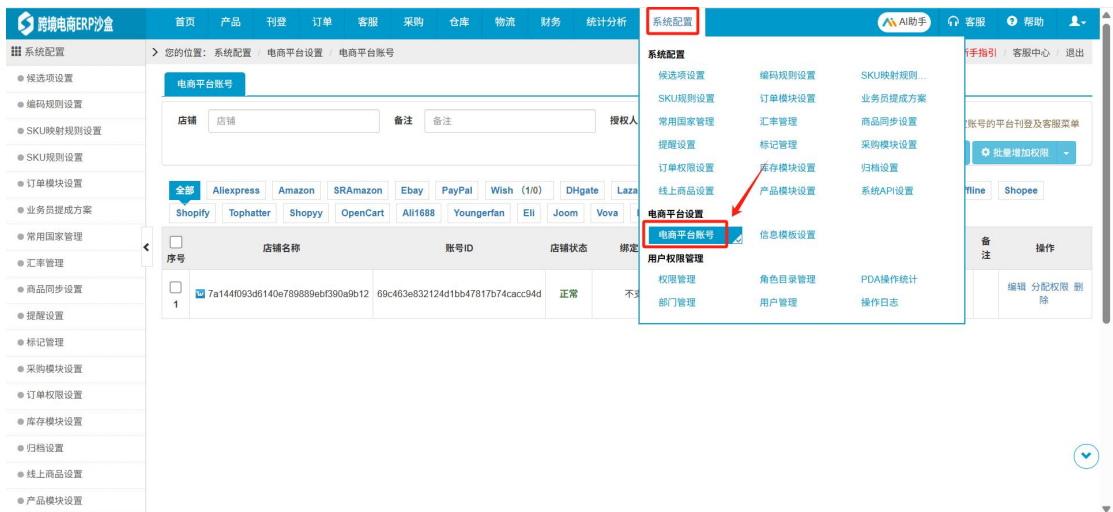 跨境电商ERP沙盒 首页 产品 刊登 订单 客服 采购 仓库 物流 财务 统计分析 系统配置 AI助手 客服 帮助
系统配置
您的位置: 系统配置 / 电商平台设置 / 电商平台账号
新手指引 / 客服中心 / 退出
候选项设置
编码规则设置
SKU映射规则设置
SKU规则设置
订单模块设置
业务员提成方案
常用国家管理
汇率管理
商品同步设置
提醒设置
标记管理
采购模块设置
订单权限设置
库存模块设置
归档设置
线上商品设置
产品模块设置
电商平台账号
店铺 店铺 备注 备注 授权人
账号的平台刊登及客服菜单
批量增加权限
全部 Aliexpress Amazon SRAmazon Ebay PayPal Wish (1/0) DHgate Laza
ffline Shopee
Shopify Tophatter Shopyy OpenCart Ali1688 Youngerfan Eli Joom Vova
序号 店铺名称 账号ID 店铺状态 绑定 备注 操作
1 7a144f093d6140e789889ebf390a9b12 69c463e832124d1bb47817b74cacc94d 正常 不支 编辑 分配权限 删除
系统配置
候选项设置 编码规则设置 SKU映射规则...
SKU规则设置 订单模块设置 业务员提成方案
常用国家管理 汇率管理 商品同步设置
提醒设置 标记管理 采购模块设置
订单权限设置 库存模块设置 归档设置
线上商品设置 产品模块设置 系统API设置
电商平台设置
电商平台账号 信息模板设置
用户权限管理
权限管理 角色目录管理 PDA操作统计
部门管理 用户管理 操作日志